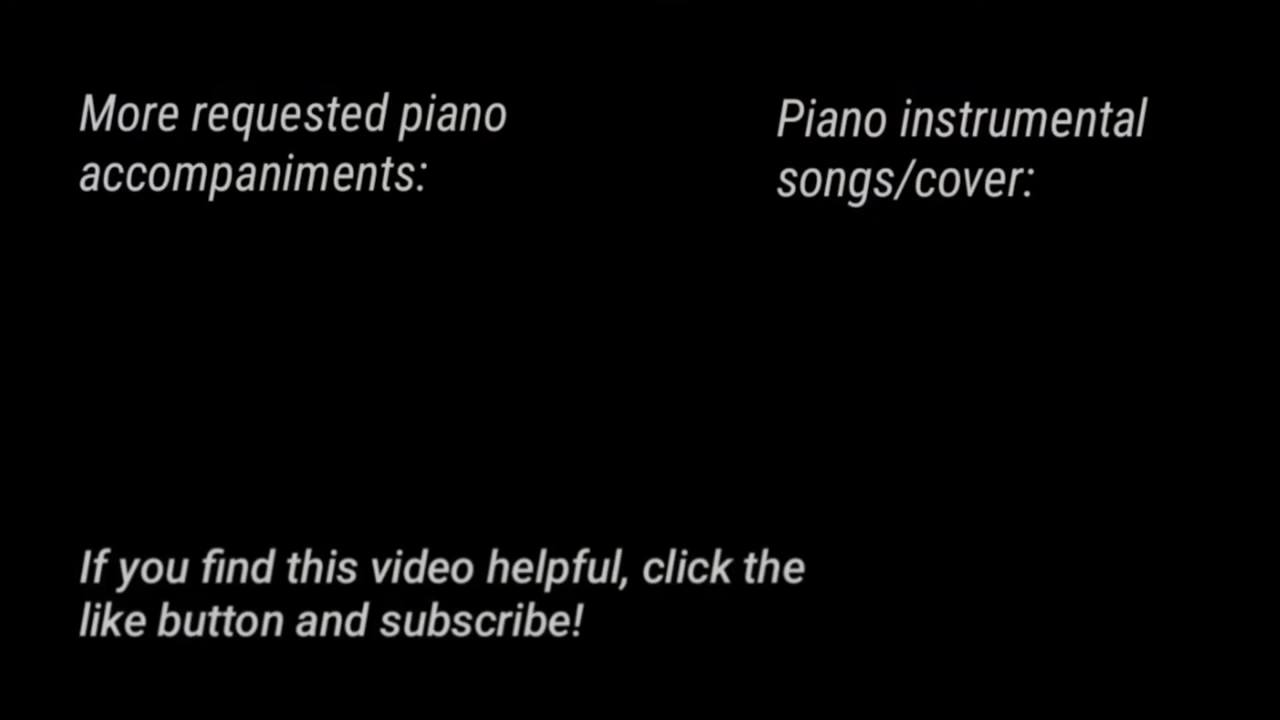 More requested piano
accompaniments:
Piano instrumental
songs/cover:
If you find this video helpful, click the
like button and subscribe!